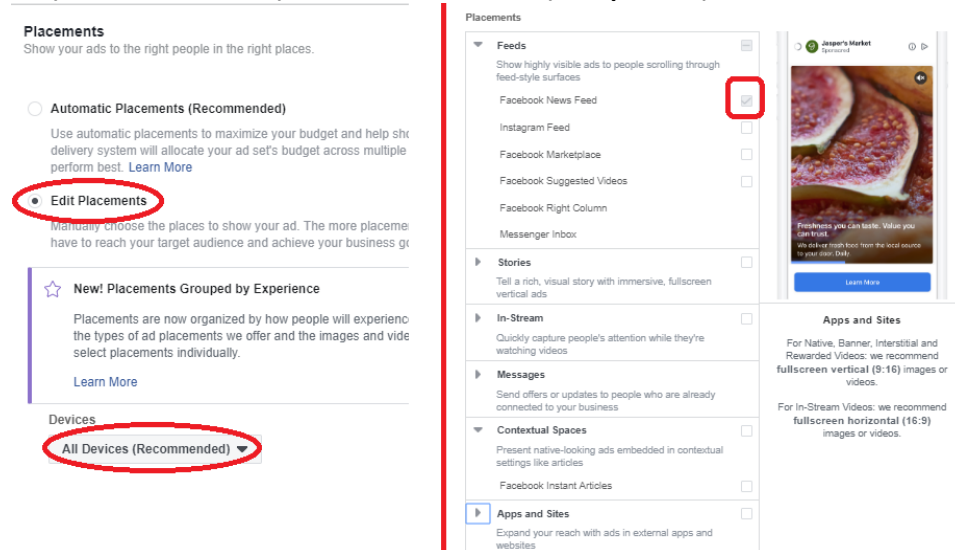 Placements
Show your ads to the right people in the right places.
Automatic Placements (Recommended)
Use automatic placements to maximize your budget and help sho
delivery system will allocate your ad set's budget across multiple
perform best. Learn More
Edit Placements
Manually choose the places to show your ad. The more placeme
have to reach your target audience and achieve your business go
New! Placements Grouped by Experience
Placements are now organized by how people will experience
the types of ad placements we offer and the images and vide
select placements individually.
Learn More
Devices
All Devices (Recommended)
Placements
Feeds
Show highly visible ads to people scrolling through
feed-style surfaces
Facebook News Feed
Instagram Feed
Facebook Marketplace
Facebook Suggested Videos
Facebook Right Column
Messenger Inbox
Stories
Tell a rich, visual story with immersive, fullscreen
vertical ads
In-Stream
Quickly capture people's attention while they're
watching videos
Messages
Send offers or updates to people who are already
connected to your business
Contextual Spaces
Present native-looking ads embedded in contextual
settings like articles
Facebook Instant Articles
Apps and Sites
Expand your reach with ads in external apps and
websites
Jasper's Market
Sponsored
Freshness you can taste. Value you
can trust.
We deliver fresh food from the local source
to your door. Daily.
Learn More
Apps and Sites
For Native, Banner, Interstitial and
Rewarded Videos: we recommend
fullscreen vertical (9:16) images or
videos.
For In-Stream Videos: we recommend
fullscreen horizontal (16:9)
images or videos.